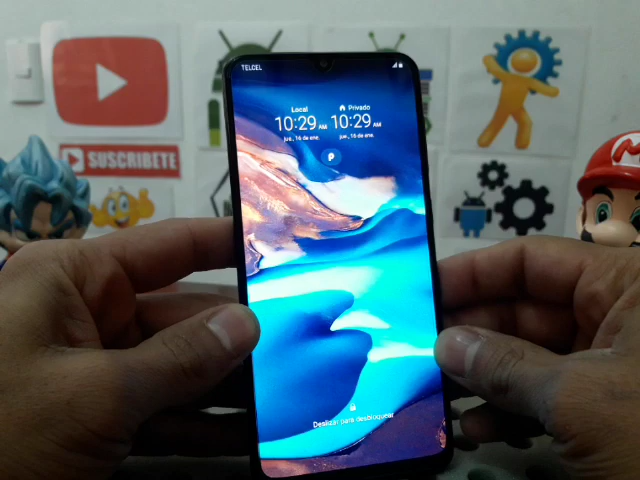 TELCEL
Local
10:29 AM
jue., 16 de ene.
Privado
10:29 AM
jue., 16 de ene.
P
SUSCRIBETE
M
Deslizar para desbloquear